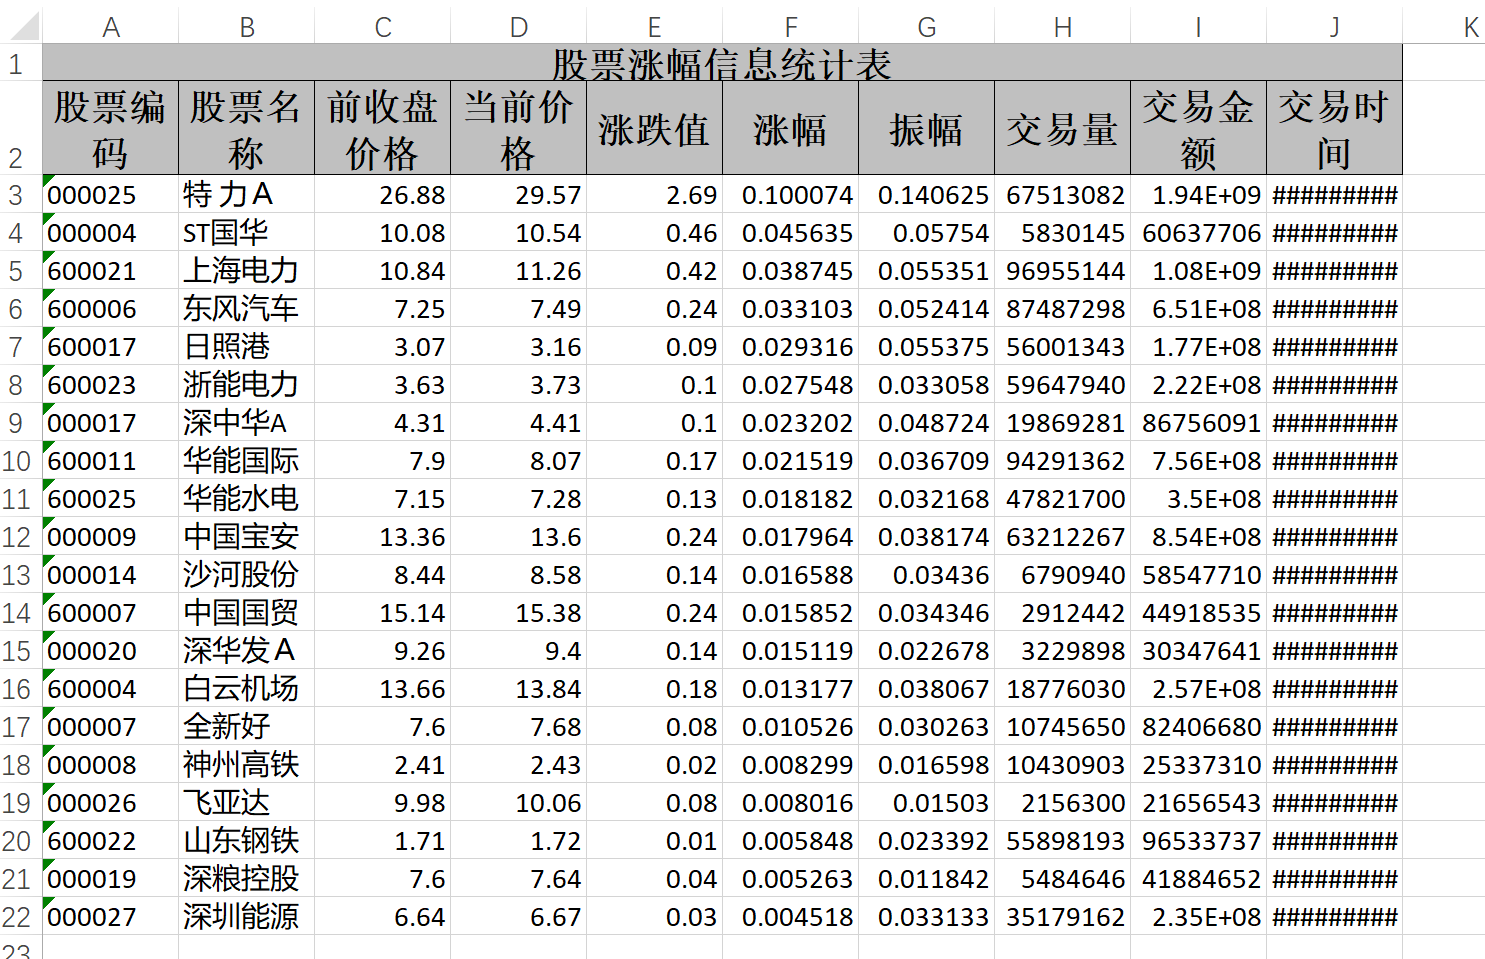 A B C D E F G H I J K
1 股票涨幅信息统计表
2 股票编码 股票名称 前收盘价格 当前价格 涨跌值 涨幅 振幅 交易量 交易金额 交易时间
3 000025 特 力Ａ 26.88 29.57 2.69 0.100074 0.140625 67513082 1.94E+09 #########
4 000004 ST国华 10.08 10.54 0.46 0.045635 0.05754 5830145 60637706 #########
5 600021 上海电力 10.84 11.26 0.42 0.038745 0.055351 96955144 1.08E+09 #########
6 600006 东风汽车 7.25 7.49 0.24 0.033103 0.052414 87487298 6.51E+08 #########
7 600017 日照港 3.07 3.16 0.09 0.029316 0.055375 56001343 1.77E+08 #########
8 600023 浙能电力 3.63 3.73 0.1 0.027548 0.033058 59647940 2.22E+08 #########
9 000017 深中华A 4.31 4.41 0.1 0.023202 0.048724 19869281 86756091 #########
10 600011 华能国际 7.9 8.07 0.17 0.021519 0.036709 94291362 7.56E+08 #########
11 600025 华能水电 7.15 7.28 0.13 0.018182 0.032168 47821700 3.5E+08 #########
12 000009 中国宝安 13.36 13.6 0.24 0.017964 0.038174 63212267 8.54E+08 #########
13 000014 沙河股份 8.44 8.58 0.14 0.016588 0.03436 6790940 58547710 #########
14 600007 中国国贸 15.14 15.38 0.24 0.015852 0.034346 2912442 44918535 #########
15 000020 深华发Ａ 9.26 9.4 0.14 0.015119 0.022678 3229898 30347641 #########
16 600004 白云机场 13.66 13.84 0.18 0.013177 0.038067 18776030 2.57E+08 #########
17 000007 全新好 7.6 7.68 0.08 0.010526 0.030263 10745650 82406680 #########
18 000008 神州高铁 2.41 2.43 0.02 0.008299 0.016598 10430903 25337310 #########
19 000026 飞亚达 9.98 10.06 0.08 0.008016 0.01503 2156300 21656543 #########
20 600022 山东钢铁 1.71 1.72 0.01 0.005848 0.023392 55898193 96533737 #########
21 000019 深粮控股 7.6 7.64 0.04 0.005263 0.011842 5484646 41884652 #########
22 000027 深圳能源 6.64 6.67 0.03 0.004518 0.033133 35179162 2.35E+08 #########
23